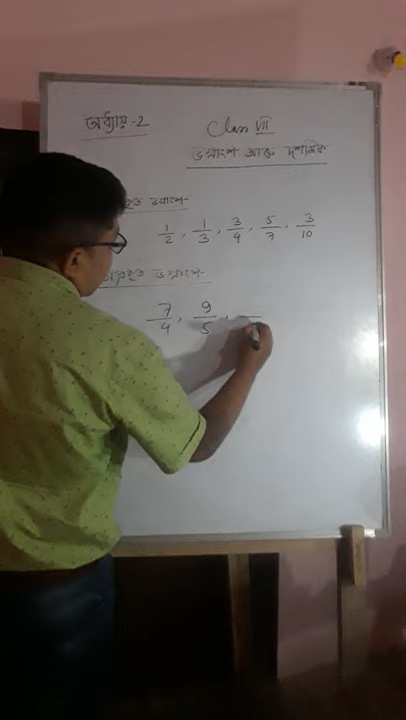 অধ্যায় -2
Class VII
ভগ্নাংশ আৰু দশমিক
ভগ্নাংশ-
1/2, 1/3, 3/4, 5/7, 3/10
ভগ্নাংশ-
7/4, 9/5,